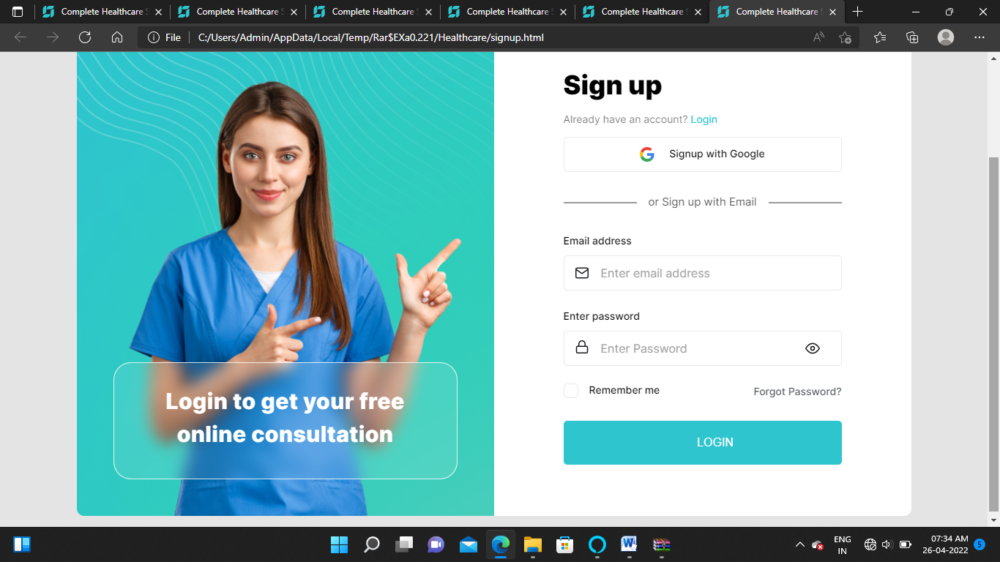 Complete Healthcare S
Complete Healthcare S
Complete Healthcare S
Complete Healthcare S
Complete Healthcare S
Complete Healthcare S
File
C:/Users/Admin/AppData/Local/Temp/Rar$EXa0.221/Healthcare/signup.html
Sign up
Already have an account? Login
Signup with Google
or Sign up with Email
Email address
Enter email address
Enter password
Enter Password
Remember me
Forgot Password?
LOGIN
Login to get your free
online consultation
ENG
IN
07:34 AM
26-04-2022
5